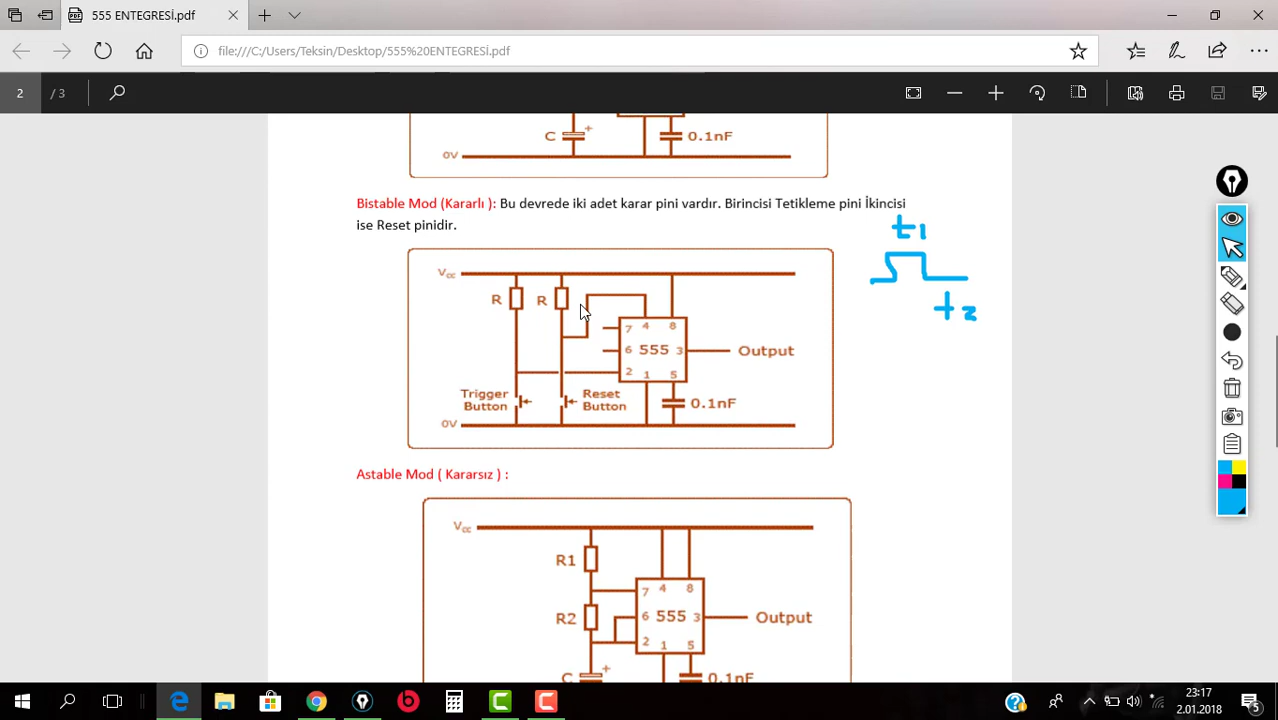 555 ENTEGRESİ.pdf
file:///C:/Users/Teksin/Desktop/555%20ENTEGRESİ.pdf
2 / 3
C + 0.1nF
0V
Bistable Mod (Kararlı ): Bu devrede iki adet karar pini vardır. Birincisi Tetikleme pini İkincisi
ise Reset pinidir.
t1
t2
Vcc
R R
7 4 8
6 555 3 Output
2 1 5
Trigger Reset
Button Button 0.1nF
0V
Astable Mod ( Kararsız ) :
Vcc
R1
7 4 8
R2 6 555 3 Output
2 1 5
C + 0.1nF
23:17
2.01.2018
5